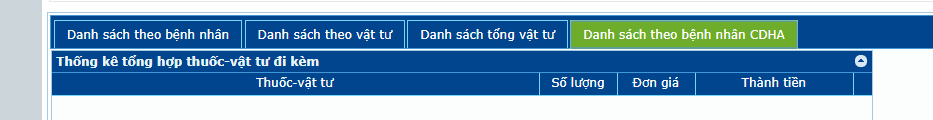 Danh sách theo bệnh nhân Danh sách theo vật tư Danh sách tổng vật tư Danh sách theo bệnh nhân CDHA
Thống kê tổng hợp thuốc-vật tư đi kèm
Thuốc-vật tư Số lượng Đơn giá Thành tiền